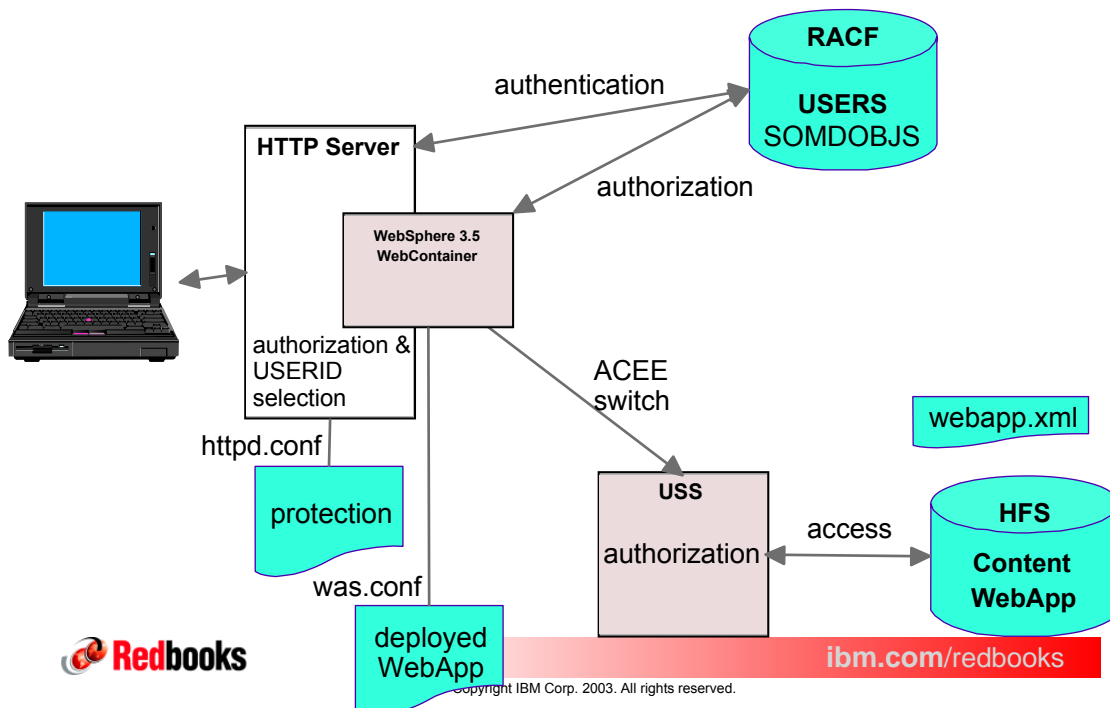 RACF
USERS
SOMDOBJS
authentication
HTTP Server
authorization
WebSphere 3.5
WebContainer
authorization &
USERID
selection
ACEE
switch
webapp.xml
httpd.conf
protection
USS
authorization
access
HFS
Content
WebApp
was.conf
deployed
WebApp
Redbooks
ibm.com/redbooks
Copyright IBM Corp. 2003. All rights reserved.